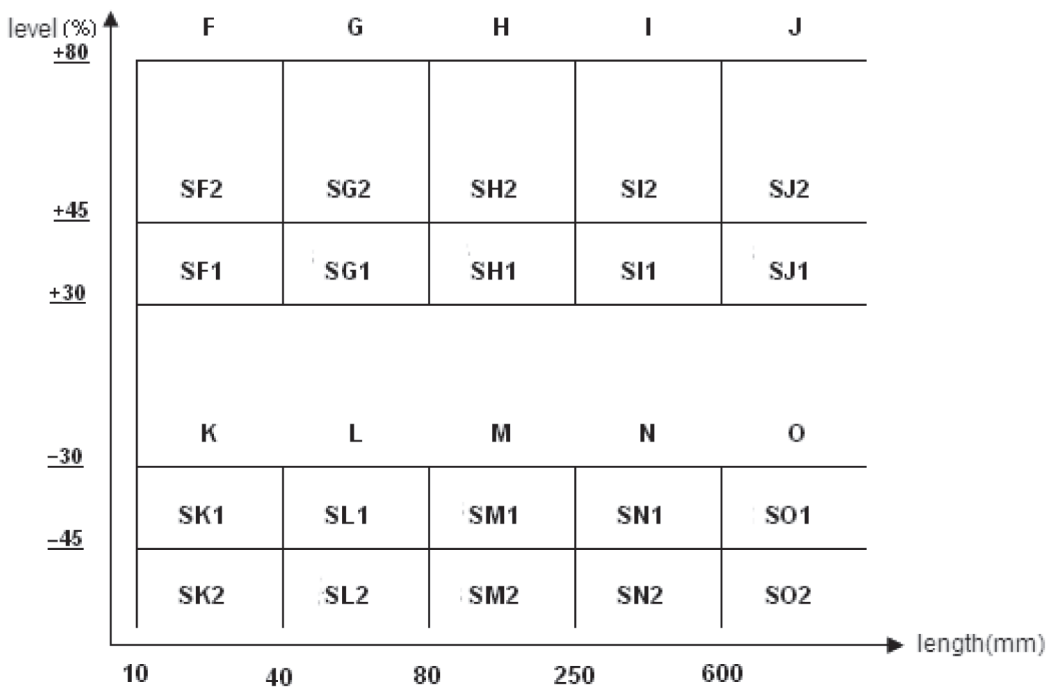 level (%) F G H I J
+80
SF2 SG2 SH2 SI2 SJ2
+45
SF1 SG1 SH1 SI1 SJ1
+30
K L M N O
−30
SK1 SL1 SM1 SN1 SO1
−45
SK2 SL2 SM2 SN2 SO2
length(mm)
10 40 80 250 600